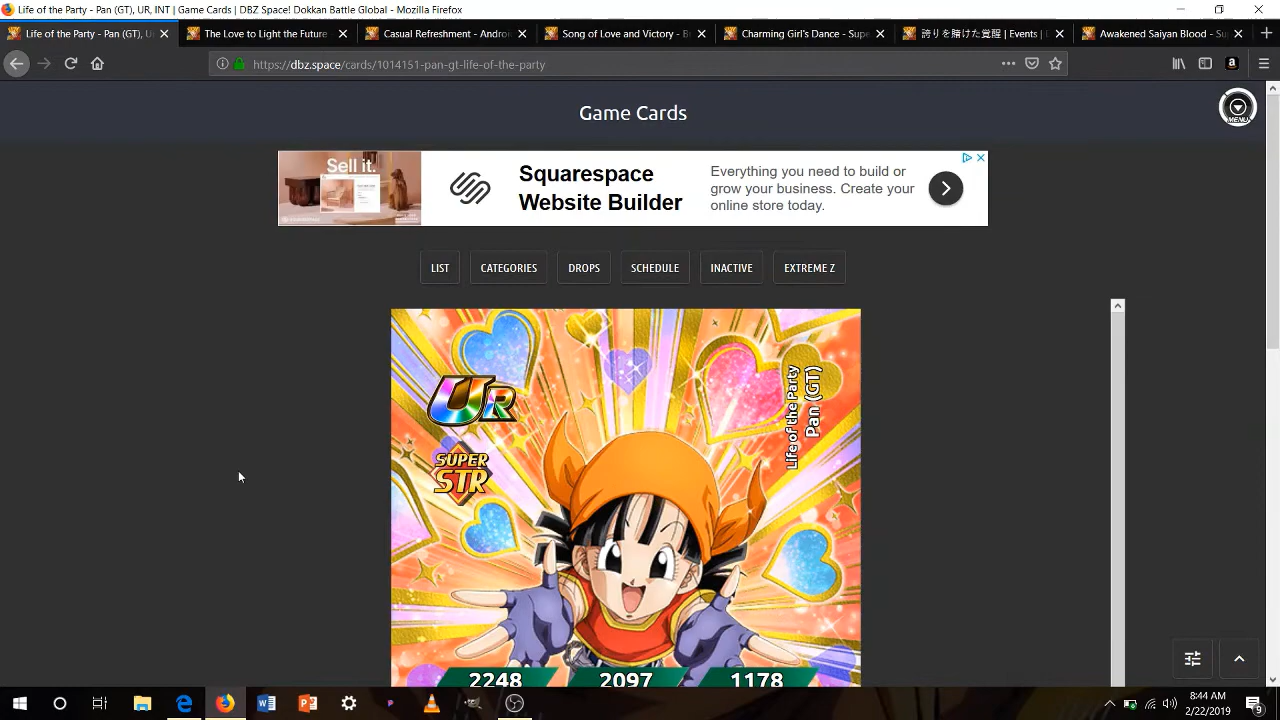 Life of the Party - Pan (GT), UR, INT | Game Cards | DBZ Space! Dokkan Battle Global - Mozilla Firefox
Life of the Party - Pan (GT), U
The Love to Light the Future
Casual Refreshment - Andro
Song of Love and Victory - B
Charming Girl's Dance - Supe
誇りを賭けた覚醒 | Events | 
Awakened Saiyan Blood - Su
https://dbz.space/cards/1014151-pan-gt-life-of-the-party
Game Cards
MENU
Sell it.
Squarespace
Website Builder
Everything you need to build or
grow your business. Create your
online store today.
LIST
CATEGORIES
DROPS
SCHEDULE
INACTIVE
EXTREME Z
UR
SUPER
STR
Life of the Party
Pan (GT)
2248
2097
1178
8:44 AM
2/22/2019
9